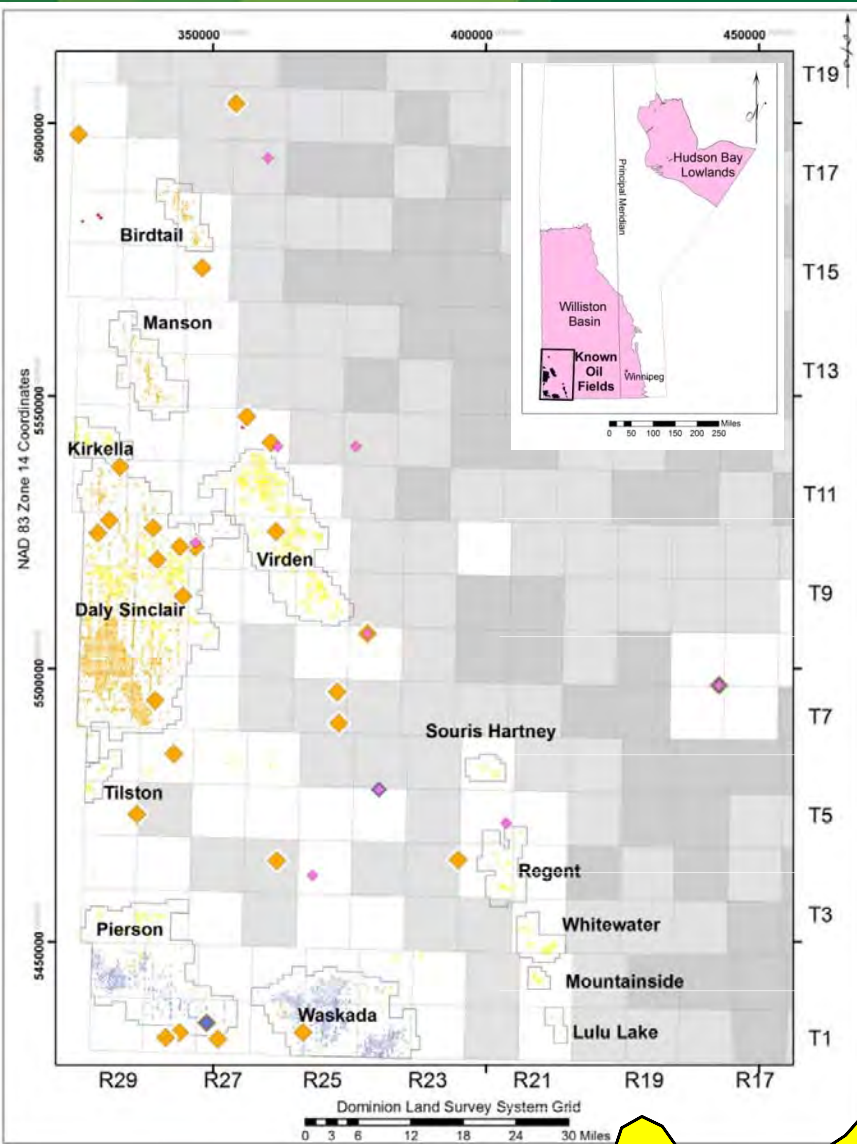 350000 400000 450000
T19
5600000
Principal Meridian
Hudson Bay
Lowlands
T17
Birdtail
T15
Williston
Basin
Manson
Known
Oil
Fields
Winnipeg
T13
NAD 83 Zone 14 Coordinates
5550000
0 50 100 150 200 250 Miles
Kirkella
T11
Virden
T9
Daly Sinclair
5500000
T7
Souris Hartney
Tilston
T5
Regent
T3
Whitewater
Pierson
5450000
Mountainside
Waskada
Lulu Lake
T1
R29 R27 R25 R23 R21 R19 R17
Dominion Land Survey System Grid
0 3 6 12 18 24 30 Miles